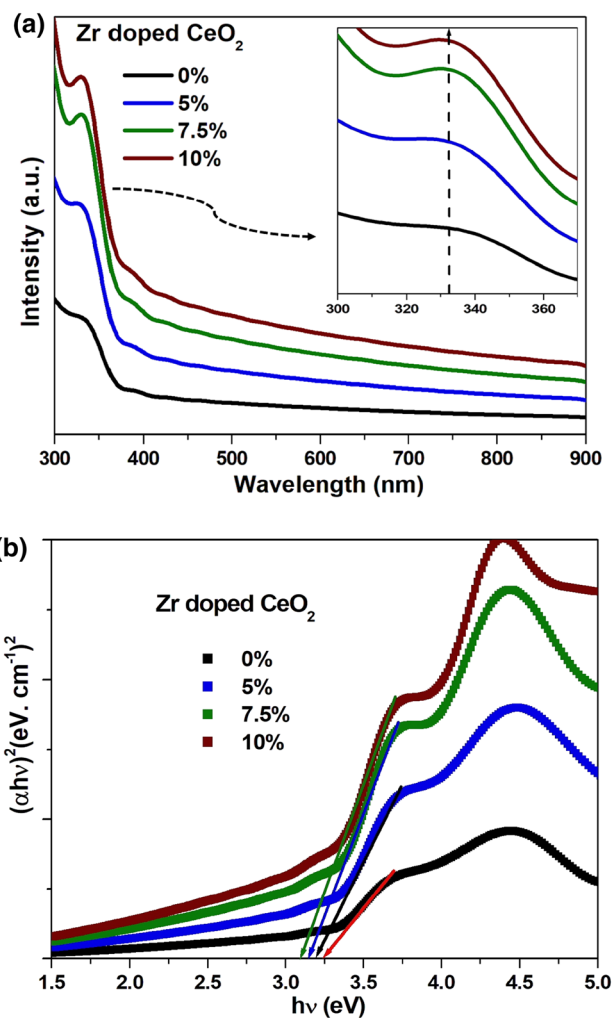 (a)
Zr doped CeO₂
0%
5%
7.5%
10%
300 320 340 360
Intensity (a.u.)
300 400 500 600 700 800 900
Wavelength (nm)
(b)
Zr doped CeO₂
0%
5%
7.5%
10%
(αhν)²(eV. cm⁻¹)²
1.5 2.0 2.5 3.0 3.5 4.0 4.5 5.0
hν (eV)